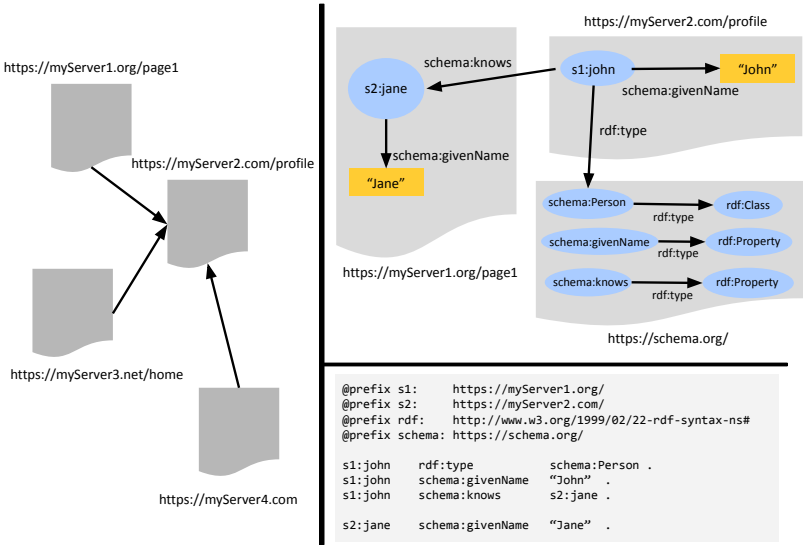 https://myServer1.org/page1
https://myServer2.com/profile
https://myServer3.net/home
https://myServer4.com
https://myServer2.com/profile
schema:knows
s1:john
“John”
s2:jane
schema:givenName
rdf:type
schema:givenName
“Jane”
schema:Person
rdf:type
rdf:Class
schema:givenName
rdf:type
rdf:Property
schema:knows
rdf:type
rdf:Property
https://myServer1.org/page1
https://schema.org/
@prefix s1: https://myServer1.org/
@prefix s2: https://myServer2.com/
@prefix rdf: http://www.w3.org/1999/02/22-rdf-syntax-ns#
@prefix schema: https://schema.org/
s1:john rdf:type schema:Person .
s1:john schema:givenName “John” .
s1:john schema:knows s2:jane .
s2:jane schema:givenName “Jane” .